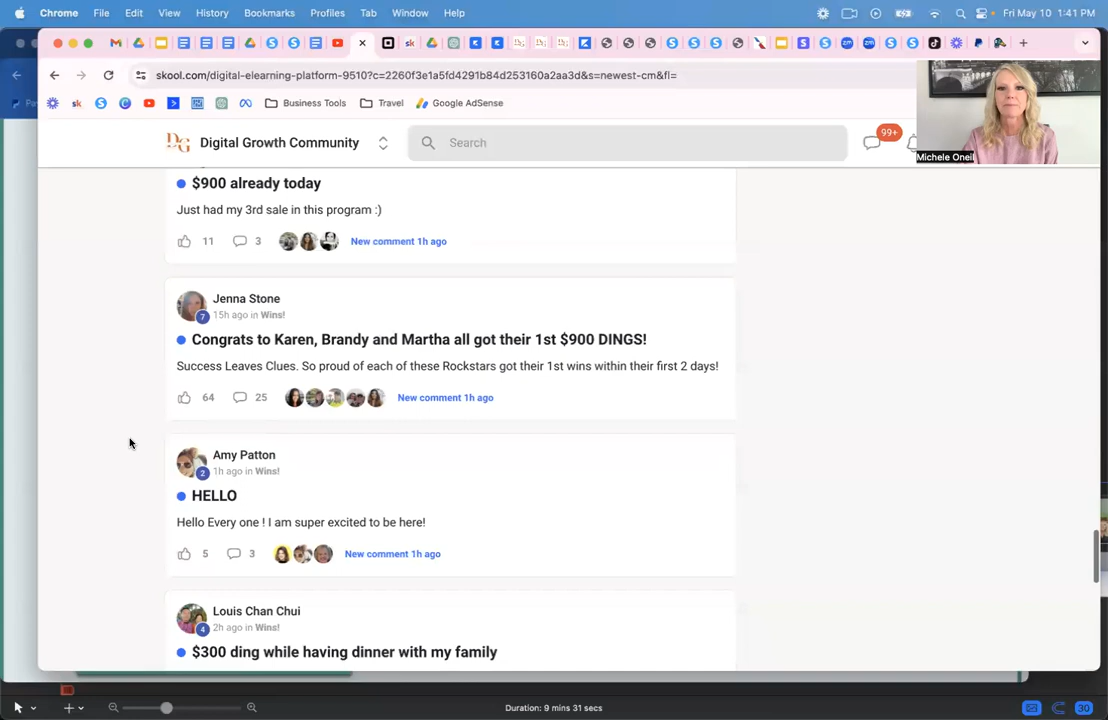 Chrome File Edit View History Bookmarks Profiles Tab Window Help Fri May 10 1:41 PM
skool.com/digital-elearning-platform-9510?c=2260f3e1a5fd4291b84d253160a2aa3d&s=newest-cm&fl=
Business Tools Travel Google AdSense
DG Digital Growth Community Search 99+
Michele Oneil
$900 already today
Just had my 3rd sale in this program :)
11 3 New comment 1h ago
Jenna Stone
7 15h ago in Wins!
Congrats to Karen, Brandy and Martha all got their 1st $900 DINGS!
Success Leaves Clues. So proud of each of these Rockstars got their 1st wins within their first 2 days!
64 25 New comment 1h ago
Amy Patton
2 1h ago in Wins!
HELLO
Hello Every one ! I am super excited to be here!
5 3 New comment 1h ago
Louis Chan Chui
4 2h ago in Wins!
$300 ding while having dinner with my family
Duration: 9 mins 31 secs 30